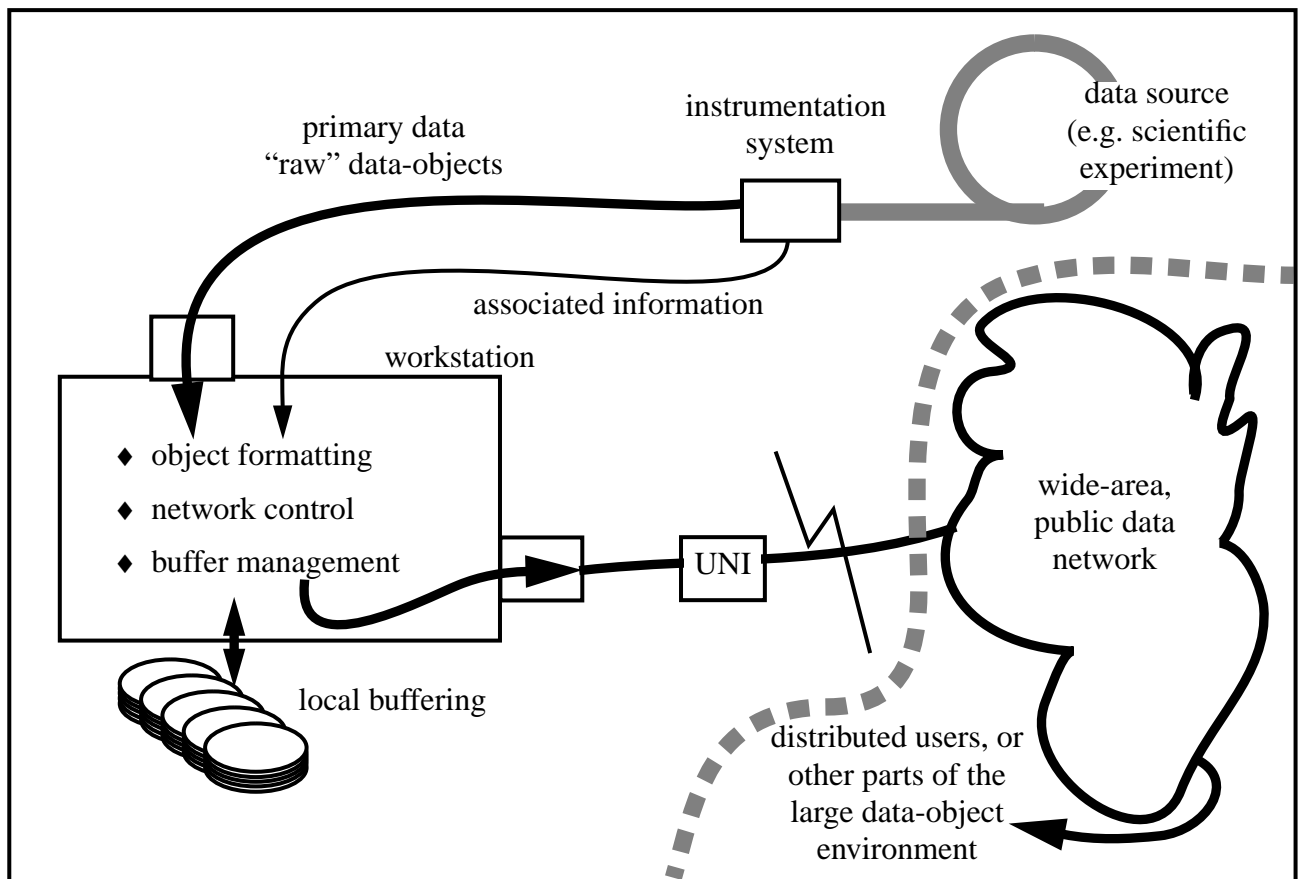 data source
(e.g. scientific
experiment)
instrumentation
system
primary data
“raw” data-objects
associated information
workstation
♦ object formatting
♦ network control
♦ buffer management
UNI
wide-area,
public data
network
local buffering
distributed users, or
other parts of the
large data-object
environment